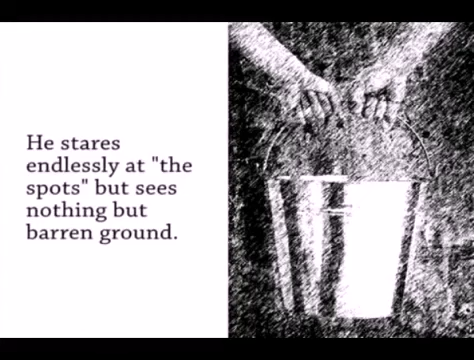 He stares
endlessly at "the
spots" but sees
nothing but
barren ground.